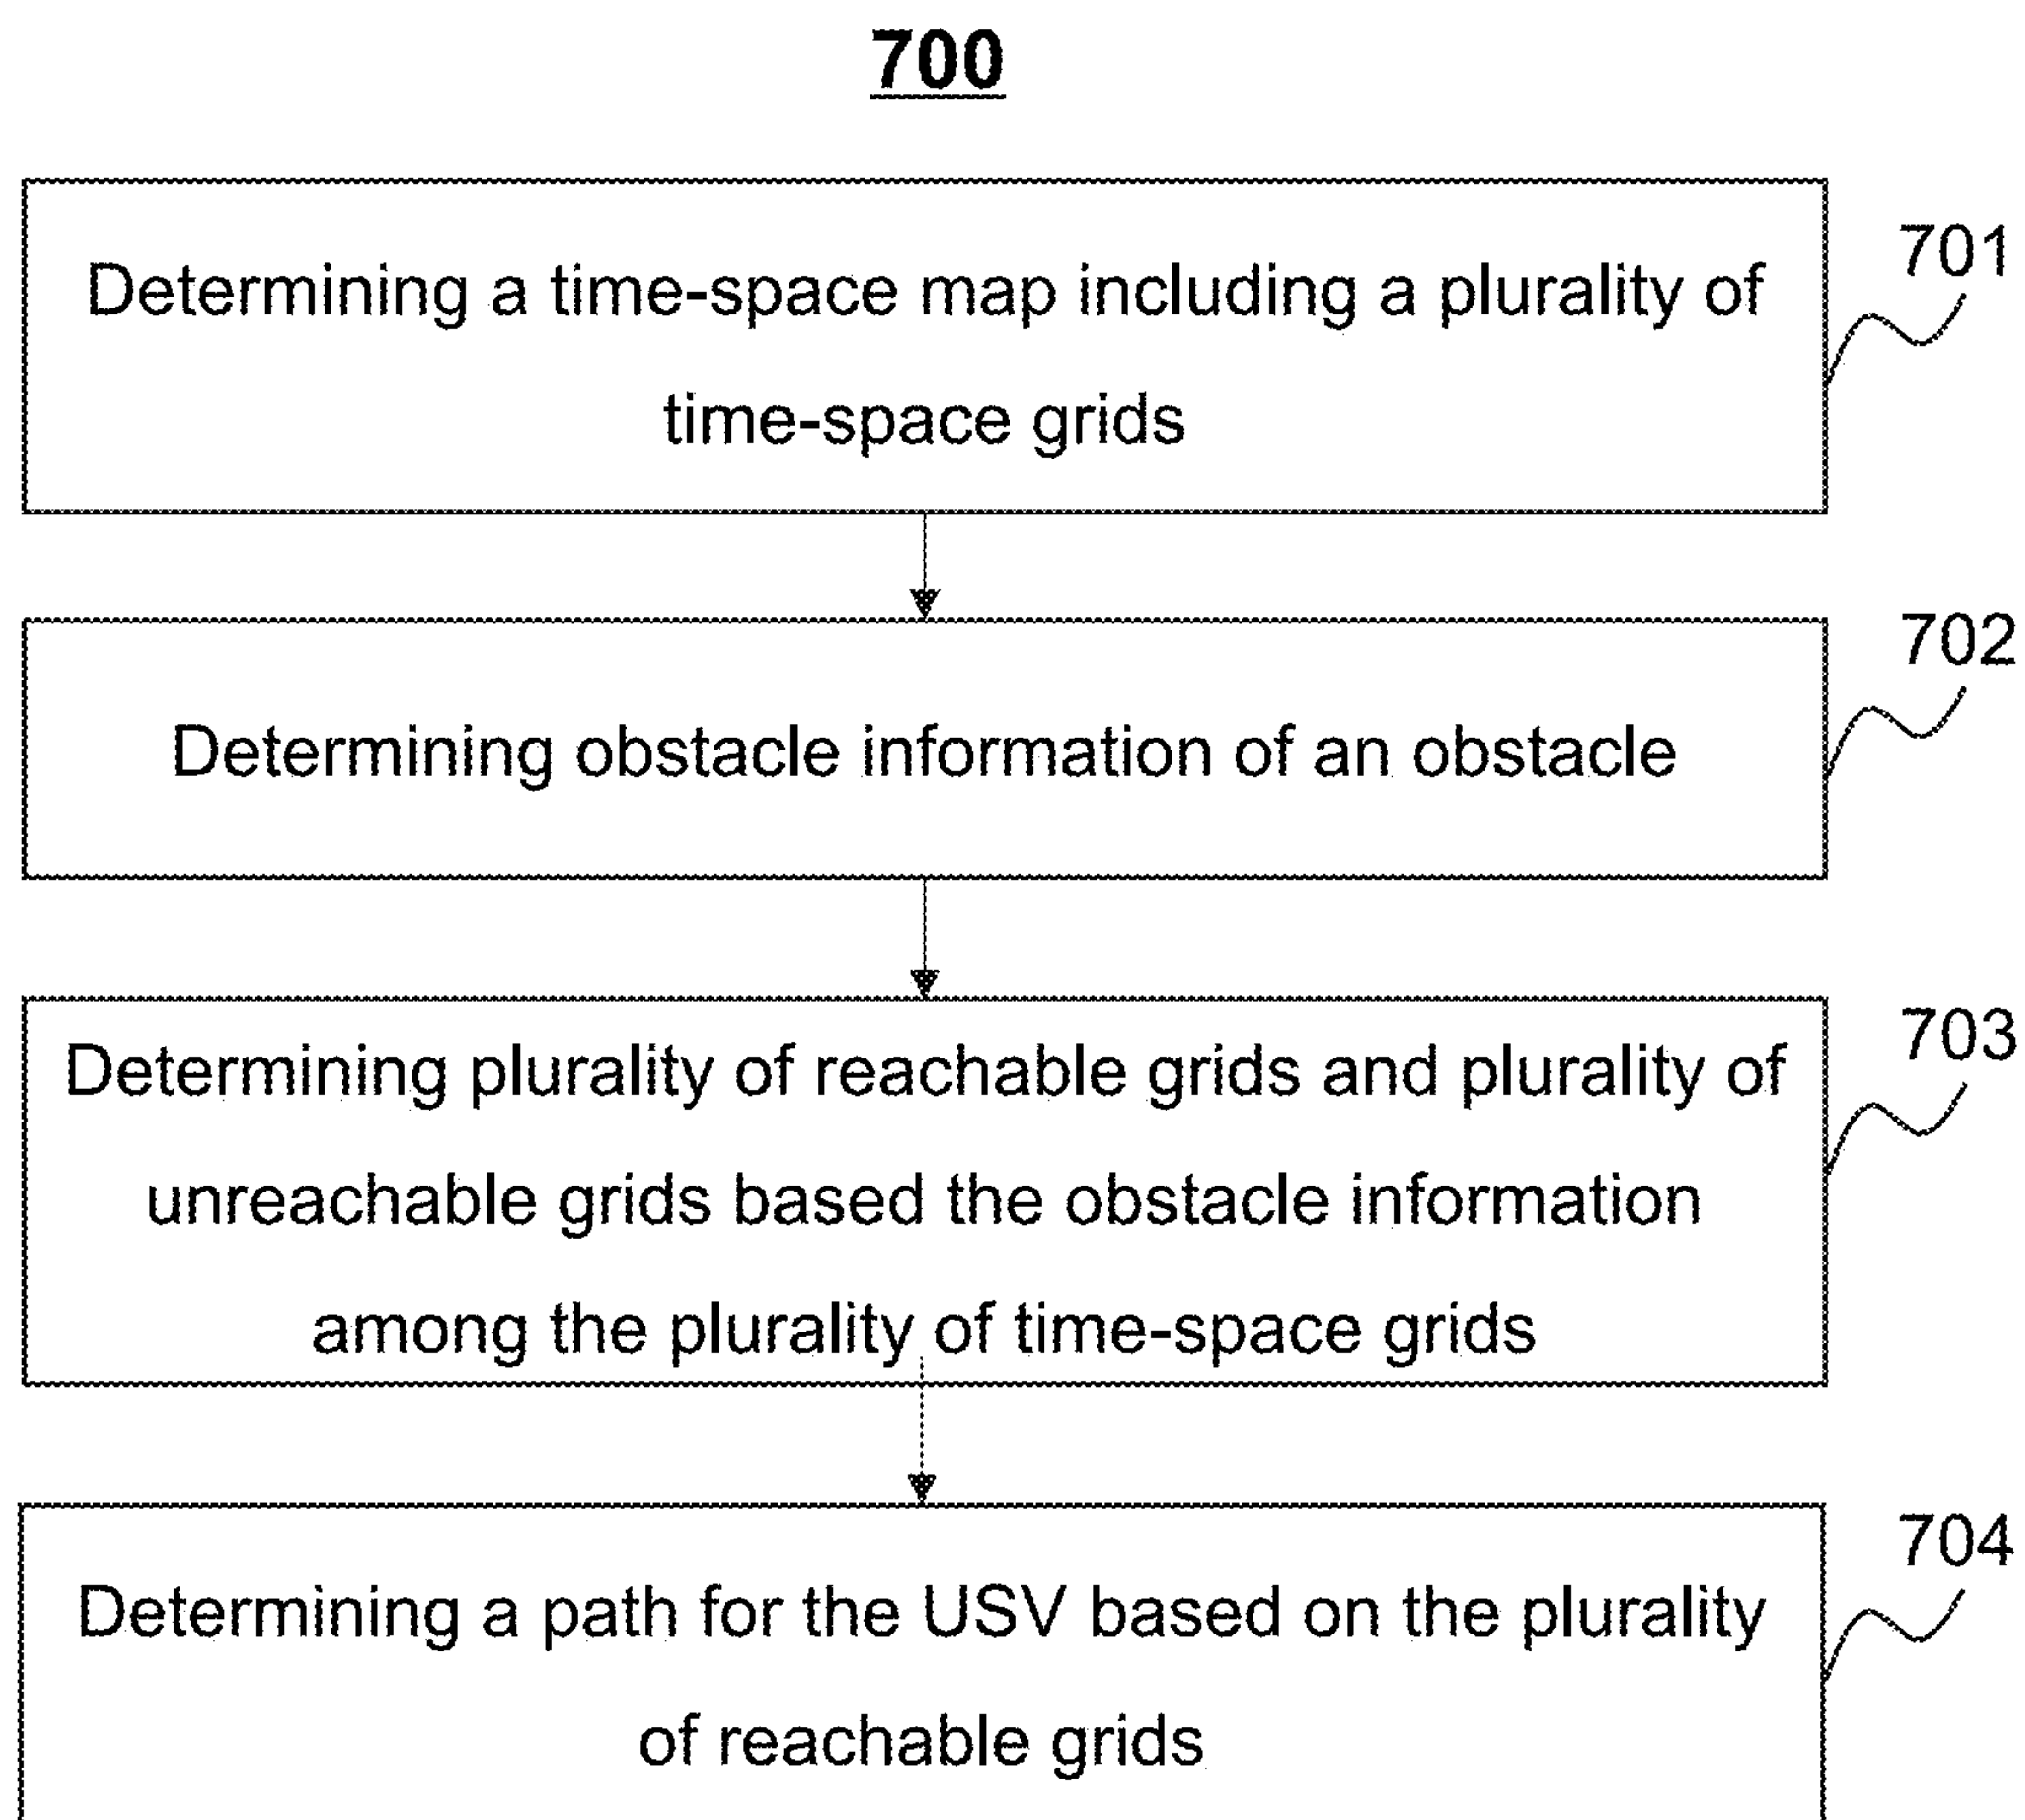 700
Determining a time-space map including a plurality of
time-space grids
701
Determining obstacle information of an obstacle
702
Determining plurality of reachable grids and plurality of
unreachable grids based the obstacle information
among the plurality of time-space grids
703
Determining a path for the USV based on the plurality
of reachable grids
704